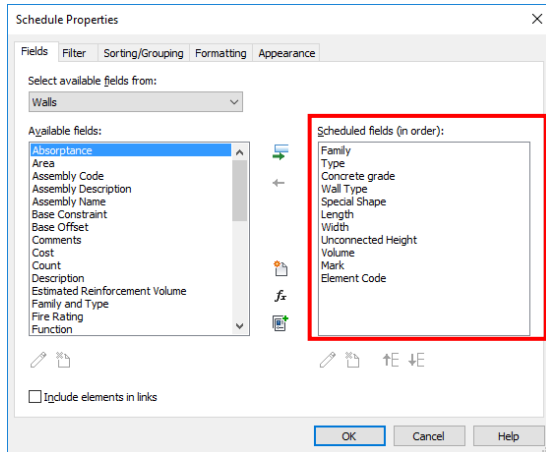 Schedule Properties
Fields Filter Sorting/Grouping Formatting Appearance
Select available fields from:
Walls
Available fields:
Absorptance
Area
Assembly Code
Assembly Description
Assembly Name
Base Constraint
Base Offset
Comments
Cost
Count
Description
Estimated Reinforcement Volume
Family and Type
Fire Rating
Function
fx
Scheduled fields (in order):
Family
Type
Concrete grade
Wall Type
Special Shape
Length
Width
Unconnected Height
Volume
Mark
Element Code
Include elements in links
OK Cancel Help